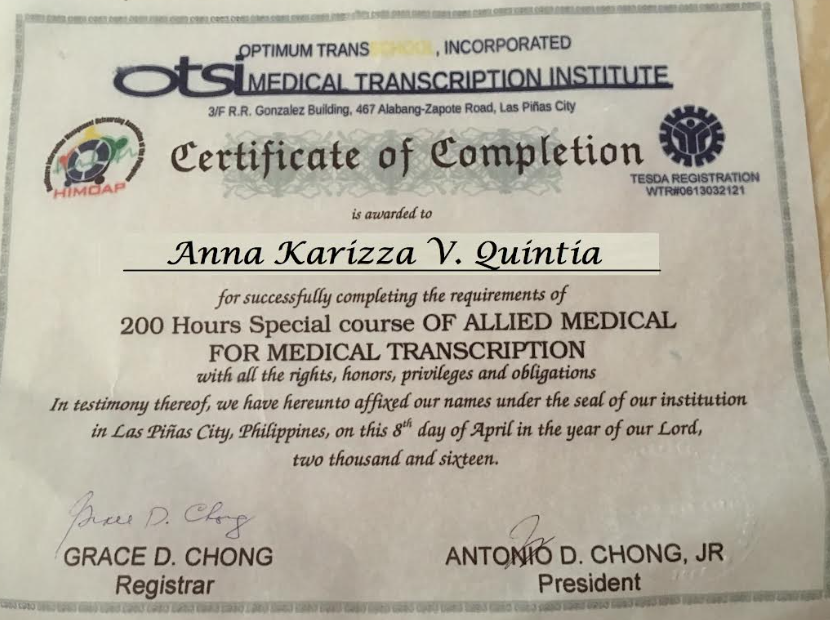 OPTIMUM TRANSSCHOOL, INCORPORATED
otsi MEDICAL TRANSCRIPTION INSTITUTE
3/F R.R. Gonzalez Building, 467 Alabang-Zapote Road, Las Piñas City
HIMOAP
Certificate of Completion
TESDA REGISTRATION
WTR#0613032121
is awarded to
Anna Karizza V. Quintia
for successfully completing the requirements of
200 Hours Special course OF ALLIED MEDICAL
FOR MEDICAL TRANSCRIPTION
with all the rights, honors, privileges and obligations
In testimony thereof, we have hereunto affixed our names under the seal of our institution
in Las Piñas City, Philippines, on this 8th day of April in the year of our Lord,
two thousand and sixteen.
Grace D. Chong
GRACE D. CHONG
Registrar
ANTONIO D. CHONG, JR
President